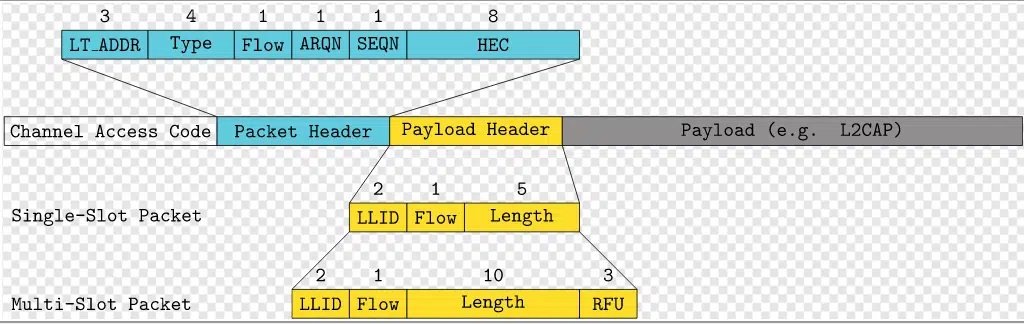 3 4 1 1 1 8
LT_ADDR Type Flow ARQN SEQN HEC
Channel Access Code Packet Header Payload Header Payload (e.g. L2CAP)
2 1 5
Single-Slot Packet LLID Flow Length
2 1 10 3
Multi-Slot Packet LLID Flow Length RFU